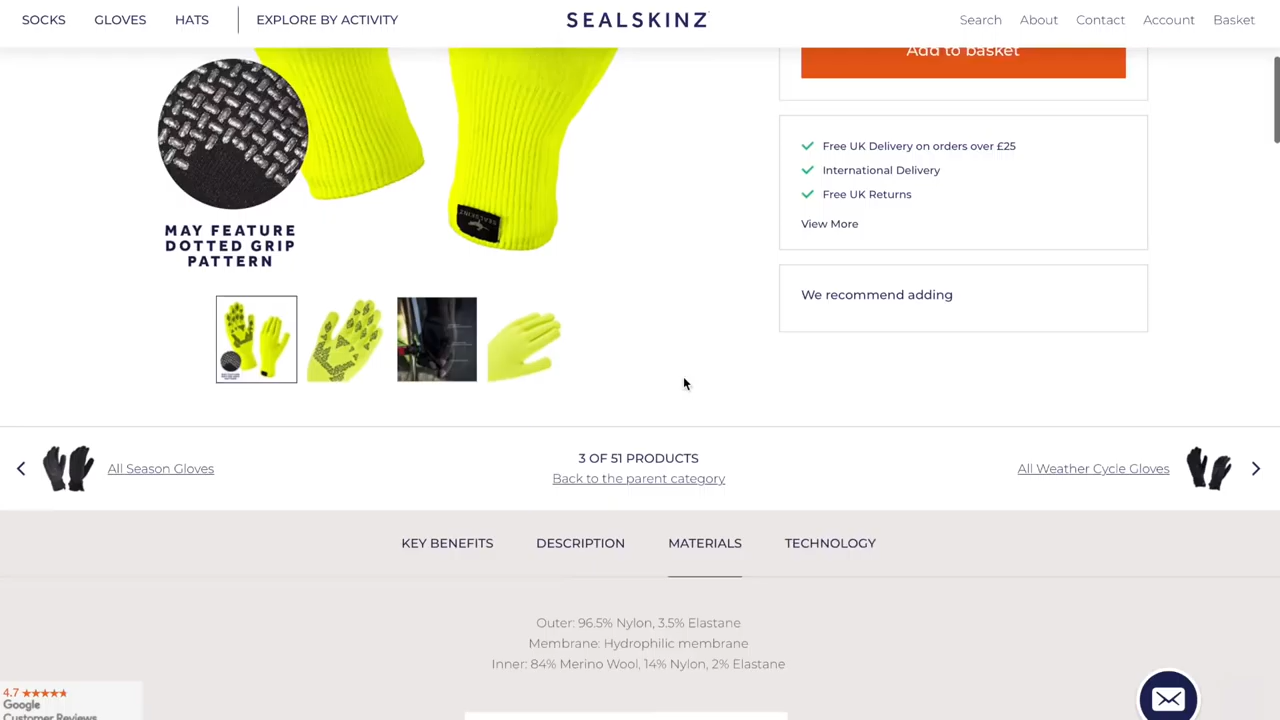 SOCKS GLOVES HATS EXPLORE BY ACTIVITY SEALSKINZ Search About Contact Account Basket
Add to basket
Free UK Delivery on orders over £25
International Delivery
Free UK Returns
View More
MAY FEATURE
DOTTED GRIP
PATTERN
We recommend adding
All Season Gloves
3 OF 51 PRODUCTS
Back to the parent category
All Weather Cycle Gloves
KEY BENEFITS DESCRIPTION MATERIALS TECHNOLOGY
Outer: 96.5% Nylon, 3.5% Elastane
Membrane: Hydrophilic membrane
Inner: 84% Merino Wool, 14% Nylon, 2% Elastane
4.7
Google
Customer Reviews